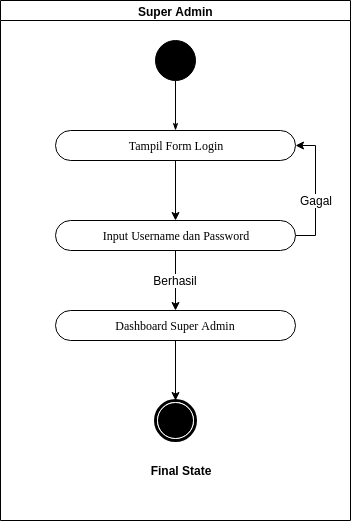 Super Admin
Tampil Form Login
Gagal
Input Username dan Password
Berhasil
Dashboard Super Admin
Final State